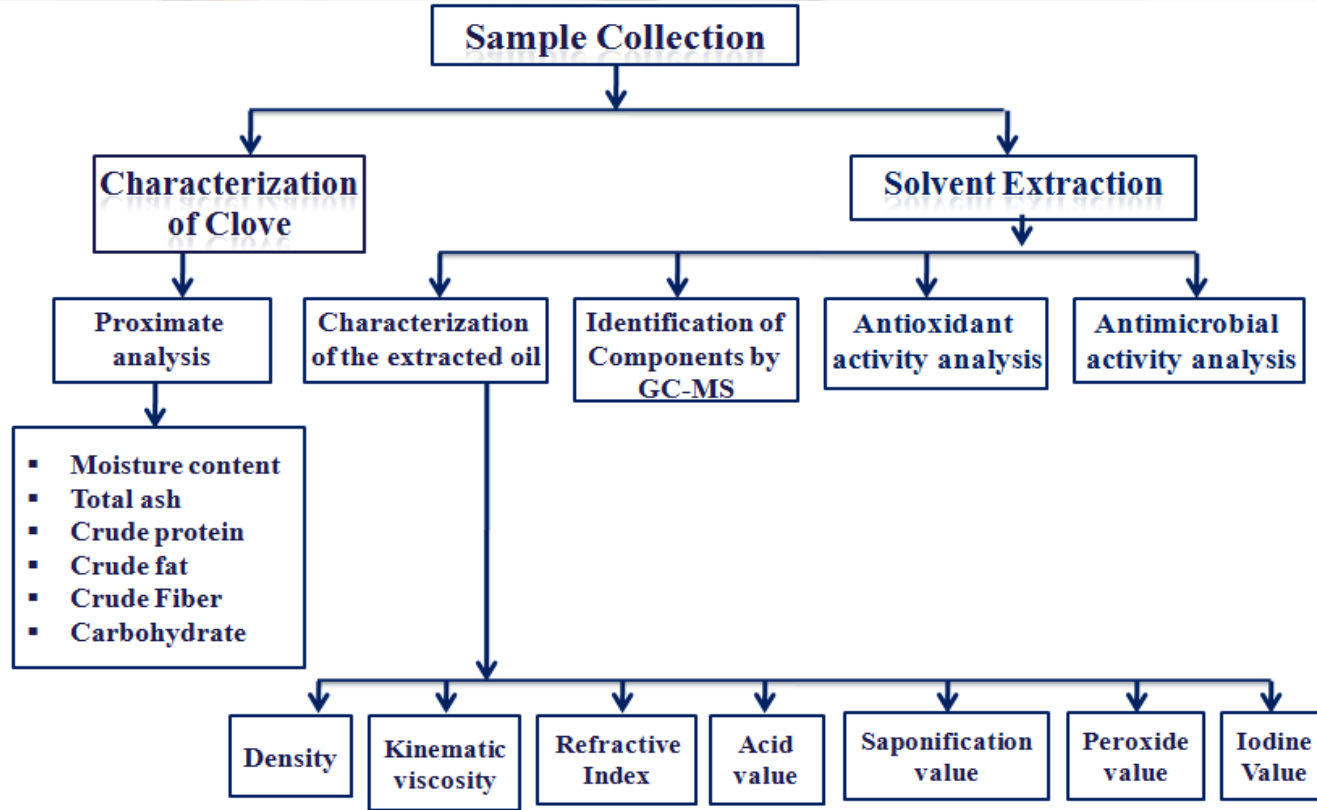 Sample Collection
Characterization
of Clove
Solvent Extraction
Proximate
analysis
Characterization
of the extracted oil
Identification of
Components by
GC-MS
Antioxidant
activity analysis
Antimicrobial
activity analysis
▪ Moisture content
▪ Total ash
▪ Crude protein
▪ Crude fat
▪ Crude Fiber
▪ Carbohydrate
Density
Kinematic
viscosity
Refractive
Index
Acid
value
Saponification
value
Peroxide
value
Iodine
Value